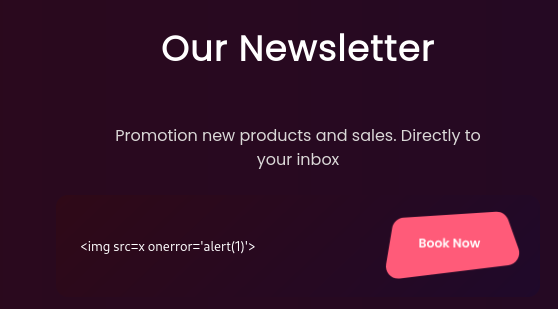 Our Newsletter
Promotion new products and sales. Directly to
your inbox
<img src=x onerror='alert(1)'>
Book Now